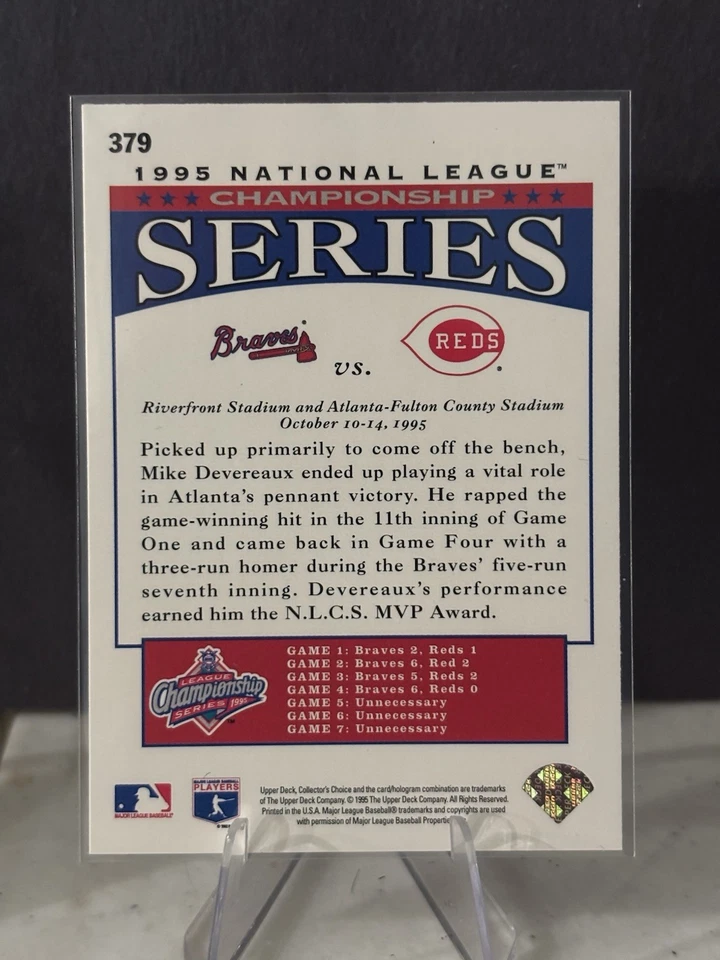 379
1995 NATIONAL LEAGUE™
CHAMPIONSHIP
SERIES
Braves
REDS
vs.
Riverfront Stadium and Atlanta-Fulton County Stadium
October 10-14, 1995
Picked up primarily to come off the bench,
Mike Devereaux ended up playing a vital role
in Atlanta's pennant victory. He rapped the
game-winning hit in the 11th inning of Game
One and came back in Game Four with a
three-run homer during the Braves' five-run
seventh inning. Devereaux's performance
earned him the N.L.C.S. MVP Award.
LEAGUE
Championship
SERIES 1995
GAME 1: Braves 2, Reds 1
GAME 2: Braves 6, Red 2
GAME 3: Braves 5, Reds 2
GAME 4: Braves 6, Reds 0
GAME 5: Unnecessary
GAME 6: Unnecessary
GAME 7: Unnecessary
MAJOR LEAGUE BASEBALL®
MAJOR LEAGUE BASEBALL
PLAYERS
Upper Deck, Collector's Choice and the card/hologram combination are trademarks
of The Upper Deck Company. © 1995 The Upper Deck Company. All Rights Reserved.
Printed in the U.S.A. Major League Baseball® trademarks and copyrights are used
with permission of Major League Baseball